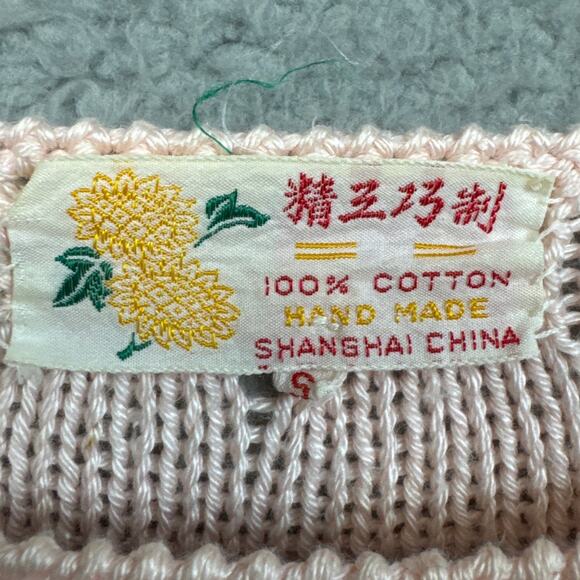 精工巧制
100% COTTON
HAND MADE
SHANGHAI CHINA
S